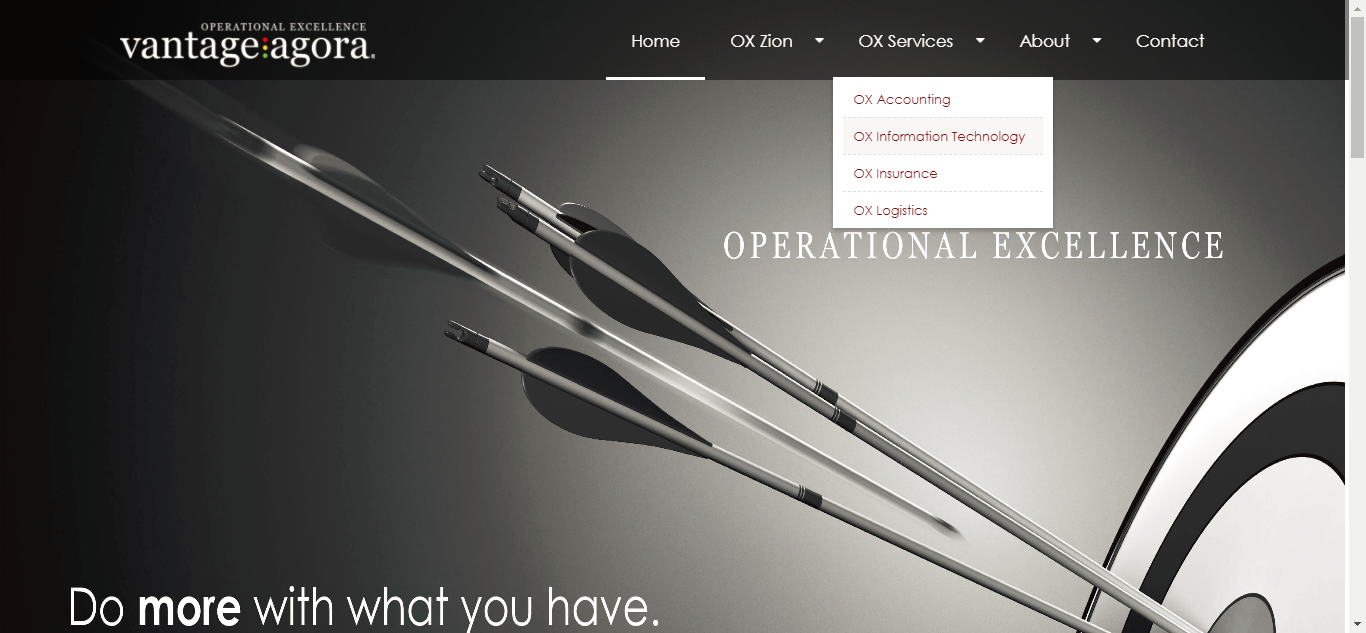 OPERATIONAL EXCELLENCE
vantage:agora.
Home OX Zion OX Services About Contact
OX Accounting
OX Information Technology
OX Insurance
OX Logistics
OPERATIONAL EXCELLENCE
Do more with what you have.